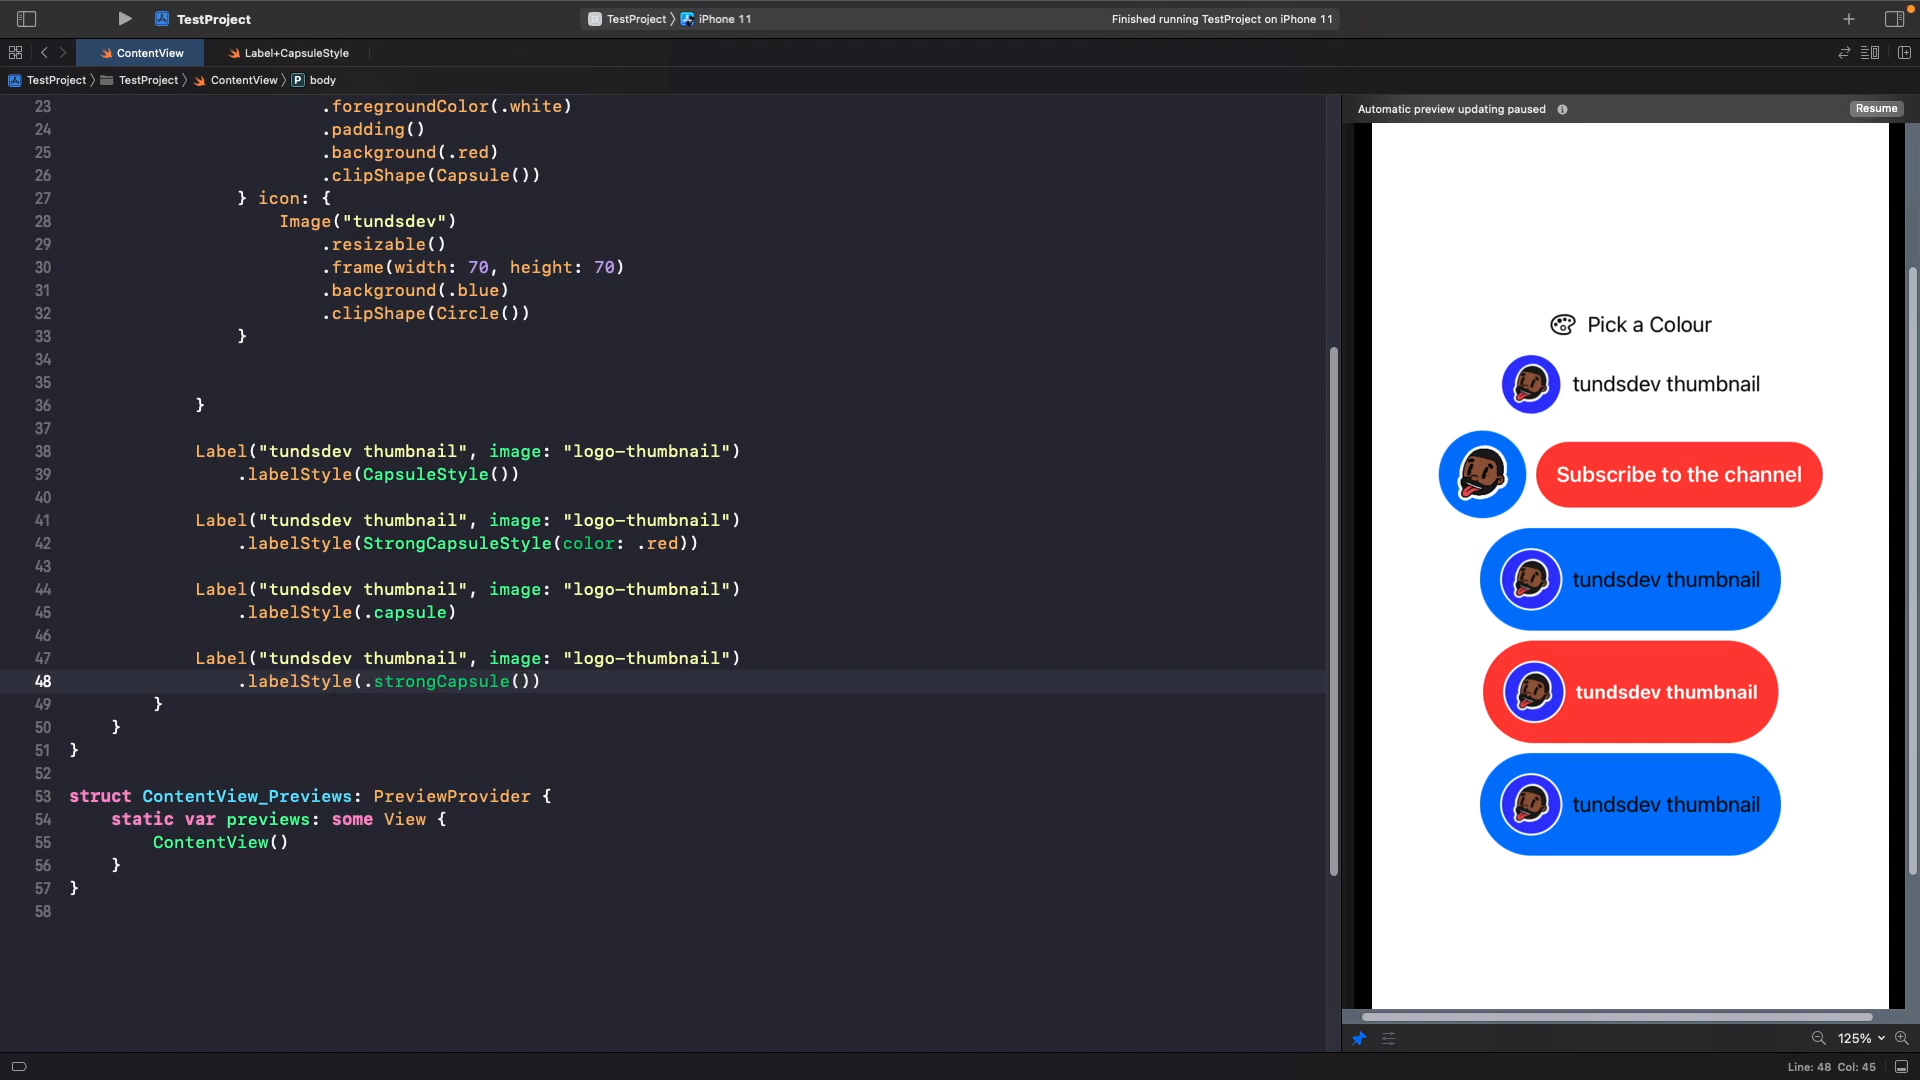 TestProject
TestProject
iPhone 11
Finished running TestProject on iPhone 11
ContentView
Label+CapsuleStyle
TestProject
TestProject
ContentView
P
body
23 .foregroundColor(.white)
24 .padding()
25 .background(.red)
26 .clipShape(Capsule())
27 } icon: {
28 Image("tundsdev")
29 .resizable()
30 .frame(width: 70, height: 70)
31 .background(.blue)
32 .clipShape(Circle())
33 }
34
35
36 }
37
38 Label("tundsdev thumbnail", image: "logo-thumbnail")
39 .labelStyle(CapsuleStyle())
40
41 Label("tundsdev thumbnail", image: "logo-thumbnail")
42 .labelStyle(StrongCapsuleStyle(color: .red))
43
44 Label("tundsdev thumbnail", image: "logo-thumbnail")
45 .labelStyle(.capsule)
46
47 Label("tundsdev thumbnail", image: "logo-thumbnail")
48 .labelStyle(.strongCapsule())
49 }
50 }
51 }
52
53 struct ContentView_Previews: PreviewProvider {
54 static var previews: some View {
55 ContentView()
56 }
57 }
58
Automatic preview updating paused
Resume
Pick a Colour
tundsdev thumbnail
Subscribe to the channel
tundsdev thumbnail
tundsdev thumbnail
tundsdev thumbnail
125%
Line: 48 Col: 45